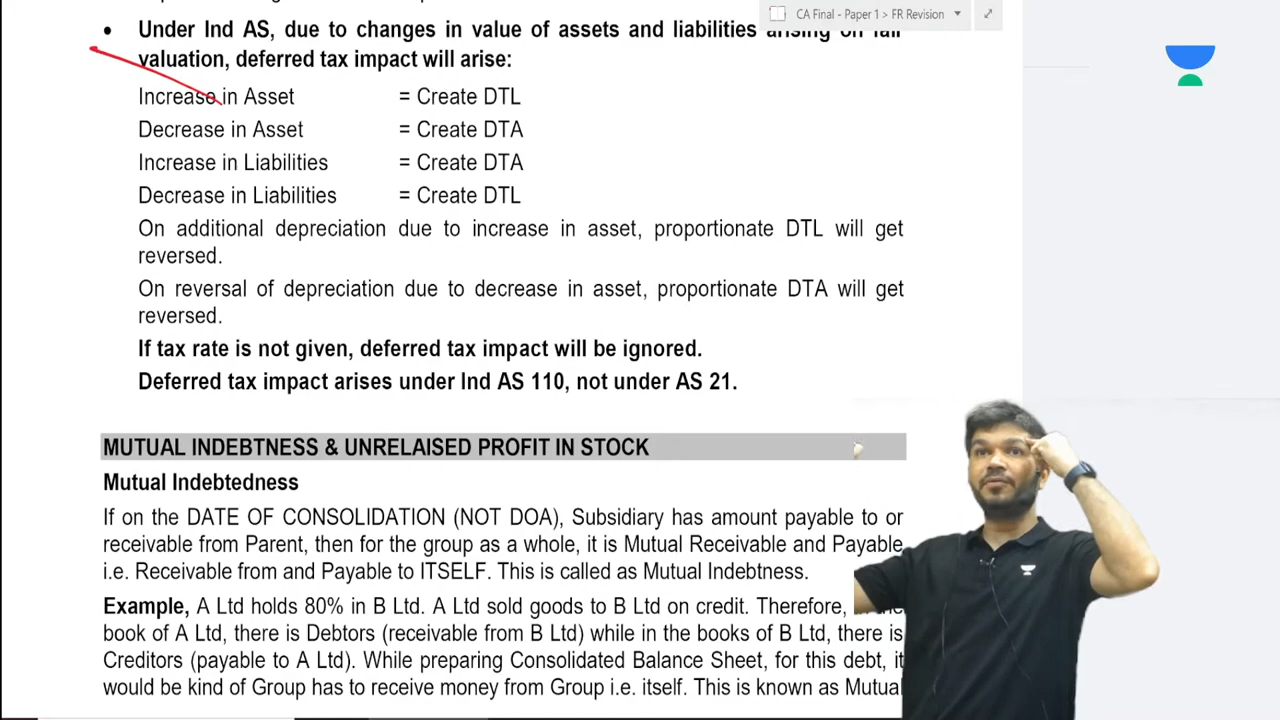 CA Final - Paper 1 > FR Revision
• Under Ind AS, due to changes in value of assets and liabilities arising on fair
valuation, deferred tax impact will arise:
Increase in Asset = Create DTL
Decrease in Asset = Create DTA
Increase in Liabilities = Create DTA
Decrease in Liabilities = Create DTL
On additional depreciation due to increase in asset, proportionate DTL will get
reversed.
On reversal of depreciation due to decrease in asset, proportionate DTA will get
reversed.
If tax rate is not given, deferred tax impact will be ignored.
Deferred tax impact arises under Ind AS 110, not under AS 21.
MUTUAL INDEBTNESS & UNRELAISED PROFIT IN STOCK
Mutual Indebtedness
If on the DATE OF CONSOLIDATION (NOT DOA), Subsidiary has amount payable to or
receivable from Parent, then for the group as a whole, it is Mutual Receivable and Payable
i.e. Receivable from and Payable to ITSELF. This is called as Mutual Indebtness.
Example, A Ltd holds 80% in B Ltd. A Ltd sold goods to B Ltd on credit. Therefore,
book of A Ltd, there is Debtors (receivable from B Ltd) while in the books of B Ltd, there is
Creditors (payable to A Ltd). While preparing Consolidated Balance Sheet, for this debt, it
would be kind of Group has to receive money from Group i.e. itself. This is known as Mutual